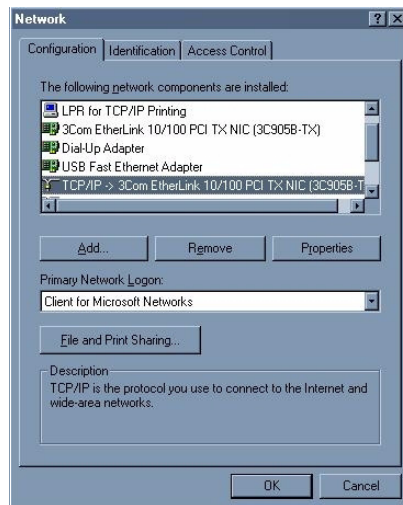 Network
Configuration Identification Access Control
The following network components are installed:
LPR for TCP/IP Printing
3Com EtherLink 10/100 PCI TX NIC (3C905B-TX)
Dial-Up Adapter
USB Fast Ethernet Adapter
TCP/IP -> 3Com EtherLink 10/100 PCI TX NIC (3C905B-T
Add... Remove Properties
Primary Network Logon:
Client for Microsoft Networks
File and Print Sharing...
Description
TCP/IP is the protocol you use to connect to the Internet and
wide-area networks.
OK Cancel